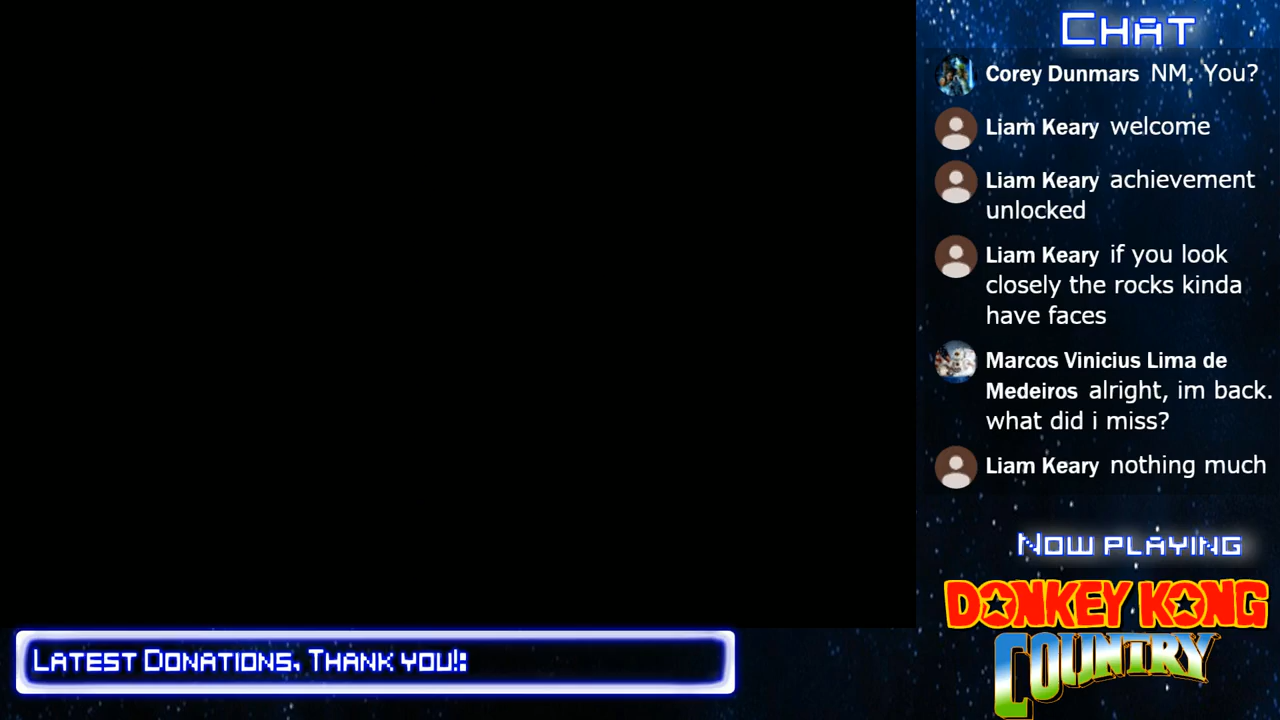 CHAT
Corey Dunmars NM. You?
Liam Keary welcome
Liam Keary achievement
unlocked
Liam Keary if you look
closely the rocks kinda
have faces
Marcos Vinicius Lima de
Medeiros alright, im back.
what did i miss?
Liam Keary nothing much
NOW PLAYING
DONKEY KONG
COUNTRY
LATEST DONATIONS, THANK YOU!: